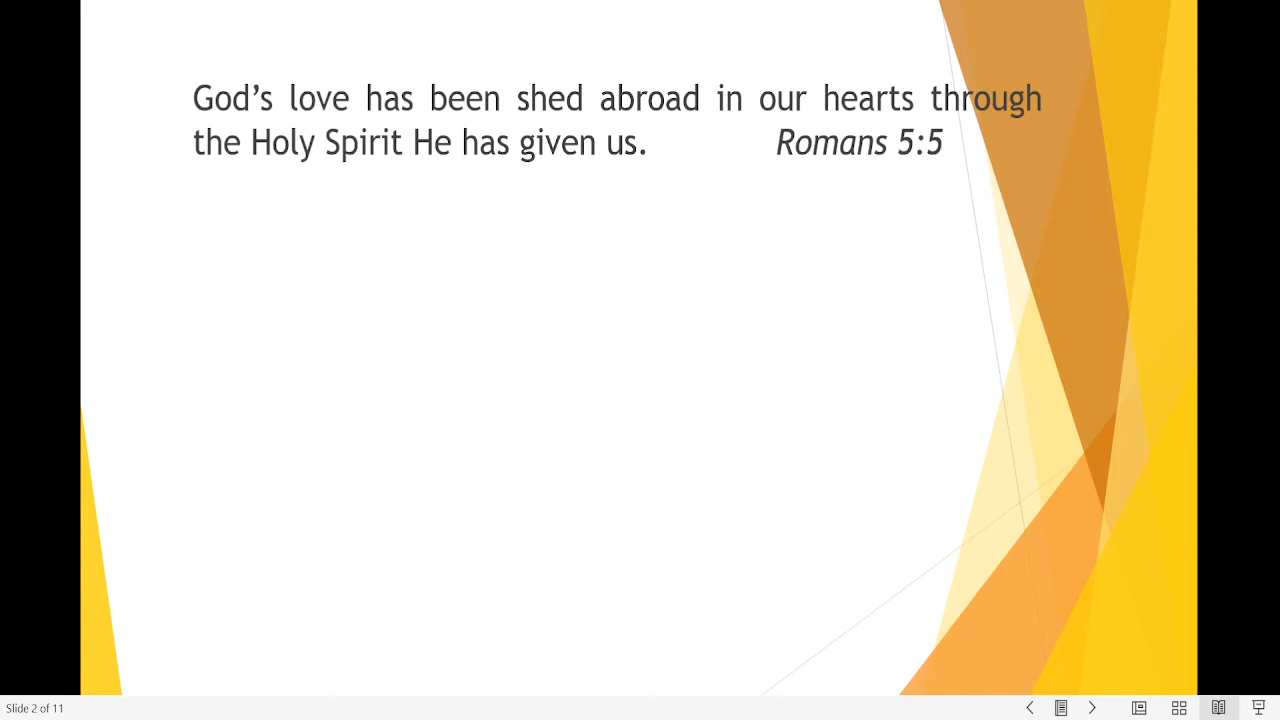 God’s love has been shed abroad in our hearts through
the Holy Spirit He has given us. Romans 5:5
Slide 2 of 11